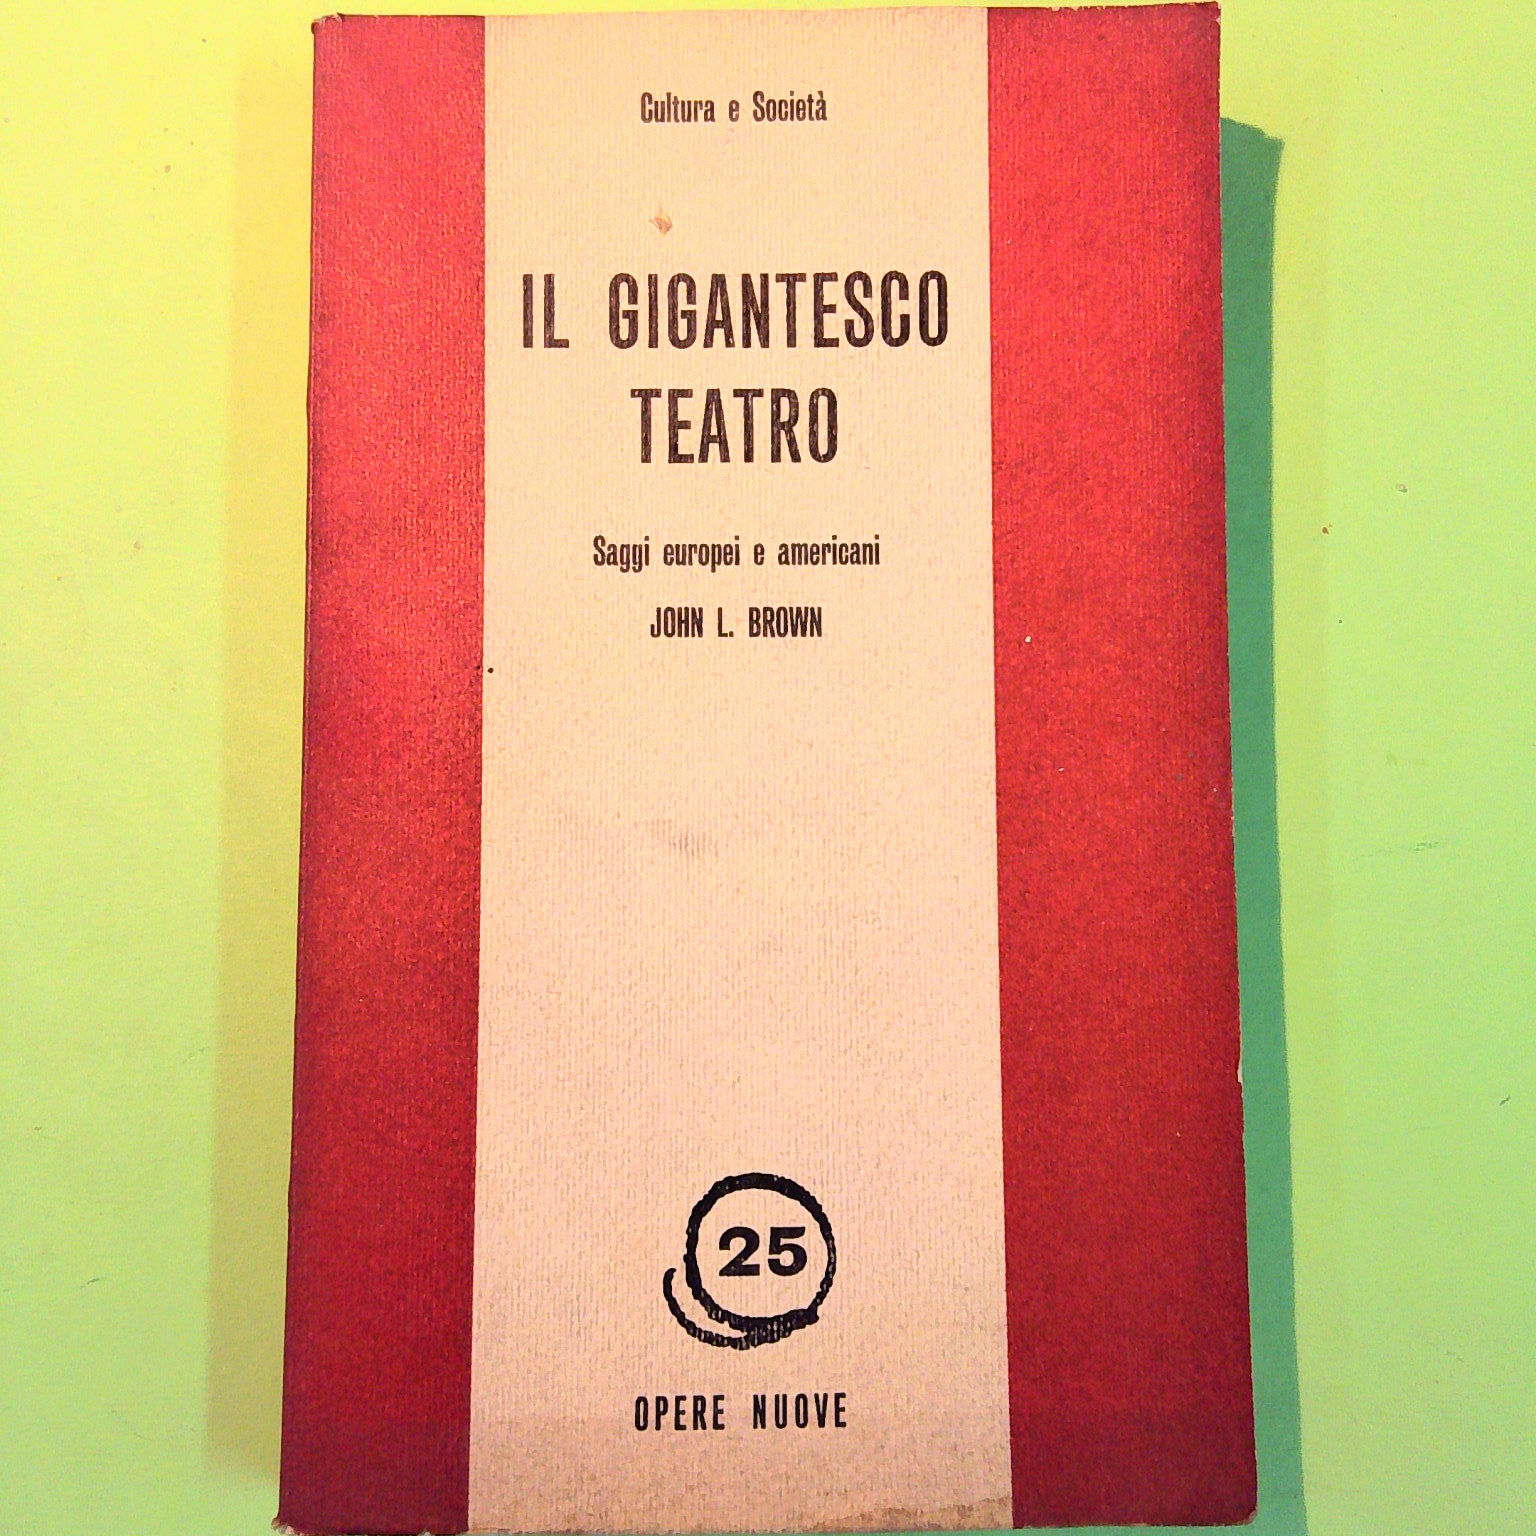 Cultura e Società
IL GIGANTESCO
TEATRO
Saggi europei e americani
JOHN L. BROWN
25
OPERE NUOVE